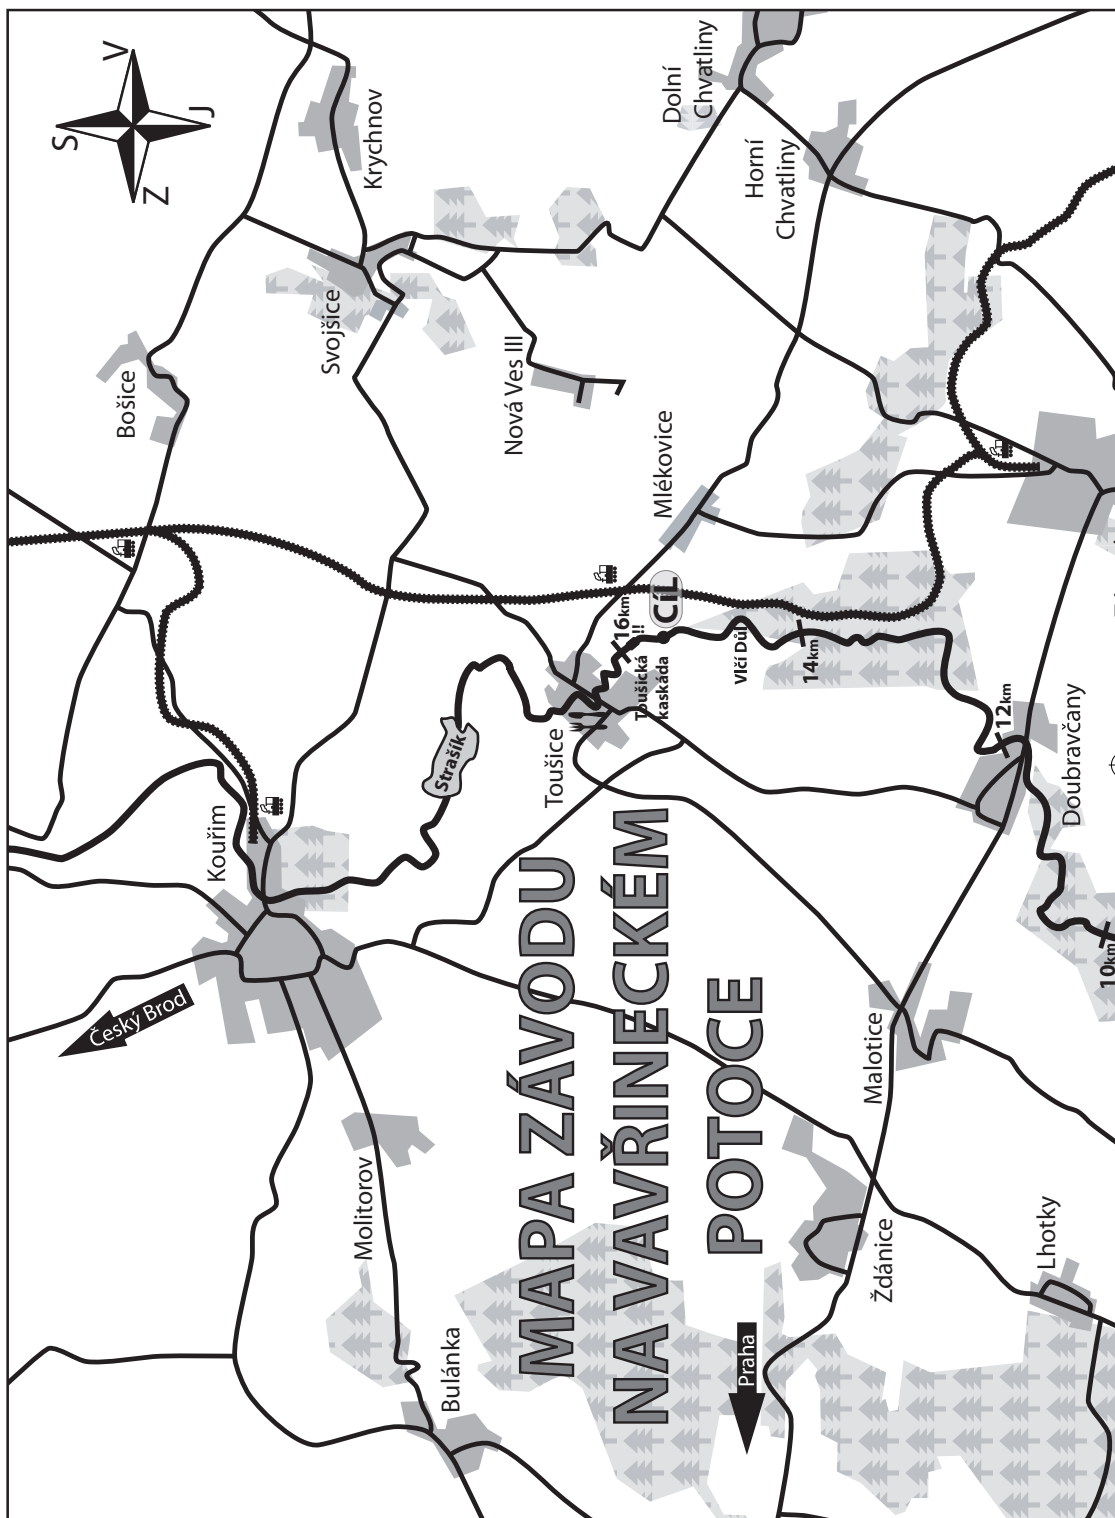 MAPA ZÁVODU
NA VAVŘINECKÉM
POTOCE
S
V
J
Z
Český Brod
Praha
Kouřim
Bošice
Krychnov
Svojšice
Nová Ves III
Dolní
Chvatliny
Horní
Chvatliny
Mlékovice
Strašík
Toušice
Toušická
kaskáda
!!
16km
CíL
Vlčí Důl
14km
12km
Doubravčany
10km
Molitorov
Bulánka
Malotice
Ždánice
Lhotky